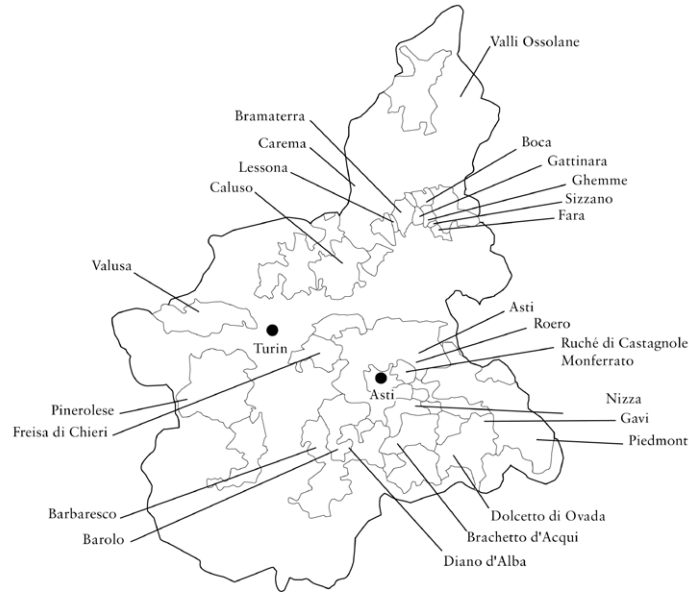 Valli Ossolane
Bramaterra
Carema
Lessona
Caluso
Boca
Gattinara
Ghemme
Sizzano
Fara
Valusa
Turin
Asti
Roero
Ruché di Castagnole
Monferrato
Asti
Nizza
Gavi
Piedmont
Pinerolese
Freisa di Chieri
Barbaresco
Barolo
Dolcetto di Ovada
Brachetto d'Acqui
Diano d'Alba